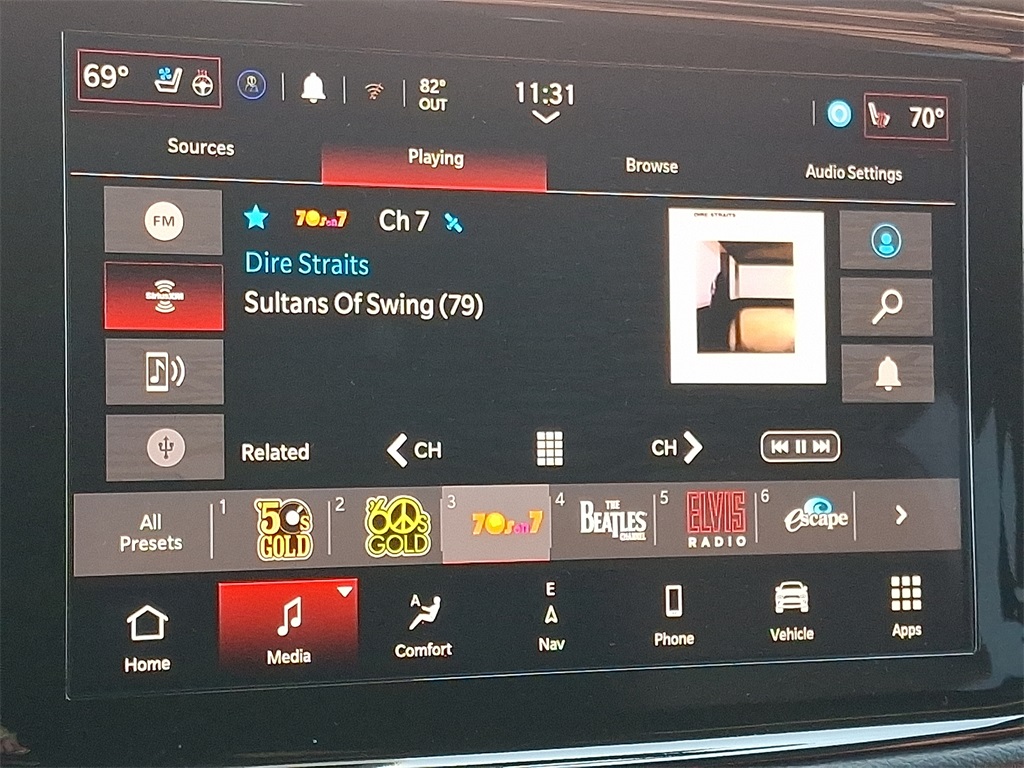 69°
82°
OUT
11:31
70°
Sources
Playing
Browse
Audio Settings
FM
70s on 7
Ch 7
DIRE STRAITS
Dire Straits
SiriusXM
Sultans Of Swing (79)
Related
CH
CH
All
Presets
1
'50s
GOLD
2
'60s
GOLD
3
70s on 7
4
THE
BEATLES
CHANNEL
5
ELVIS
RADIO
6
escape
Home
Media
A
Comfort
E
Nav
Phone
Vehicle
Apps